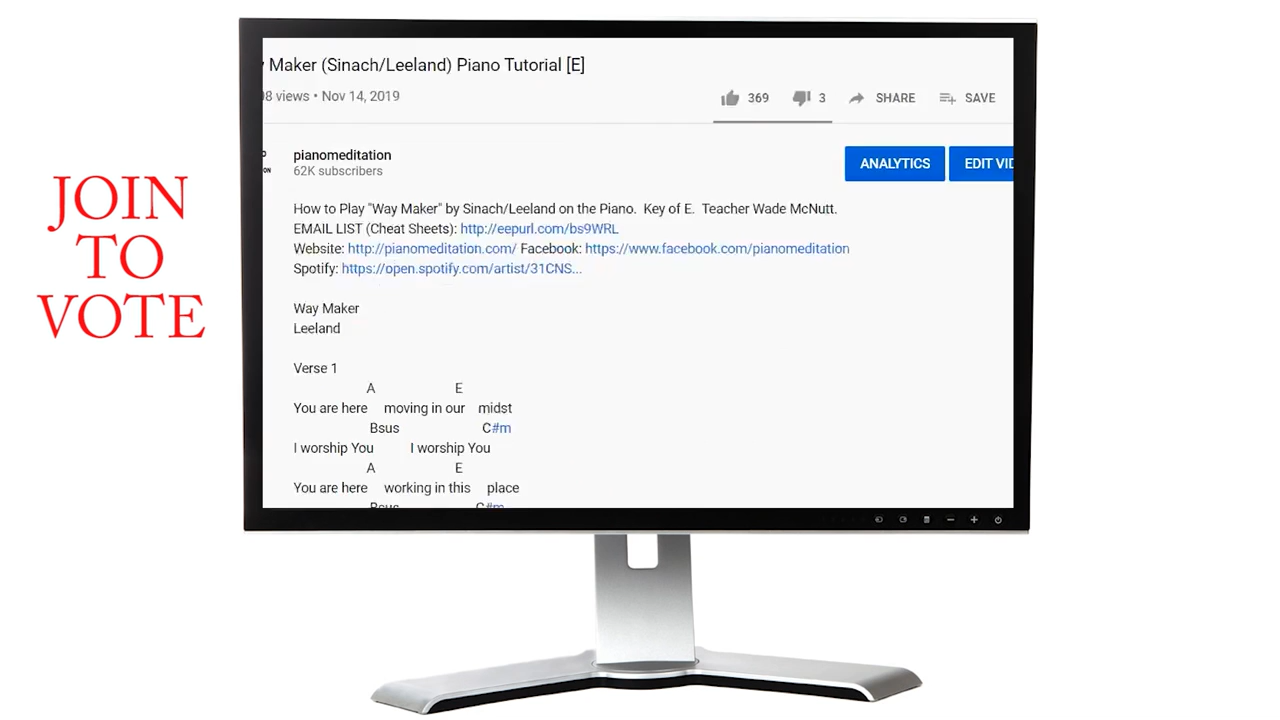 JOIN
TO
VOTE
Maker (Sinach/Leeland) Piano Tutorial [E]
views • Nov 14, 2019
369 3 SHARE SAVE
pianomeditation
62K subscribers
ANALYTICS EDIT
How to Play "Way Maker" by Sinach/Leeland on the Piano. Key of E. Teacher Wade McNutt.
EMAIL LIST (Cheat Sheets): http://eepurl.com/bs9WRL
Website: http://pianomeditation.com/ Facebook: https://www.facebook.com/pianomeditation
Spotify: https://open.spotify.com/artist/31CNS...
Way Maker
Leeland
Verse 1
A E
You are here moving in our midst
Bsus C#m
I worship You I worship You
A E
You are here working in this place
Bsus C#m